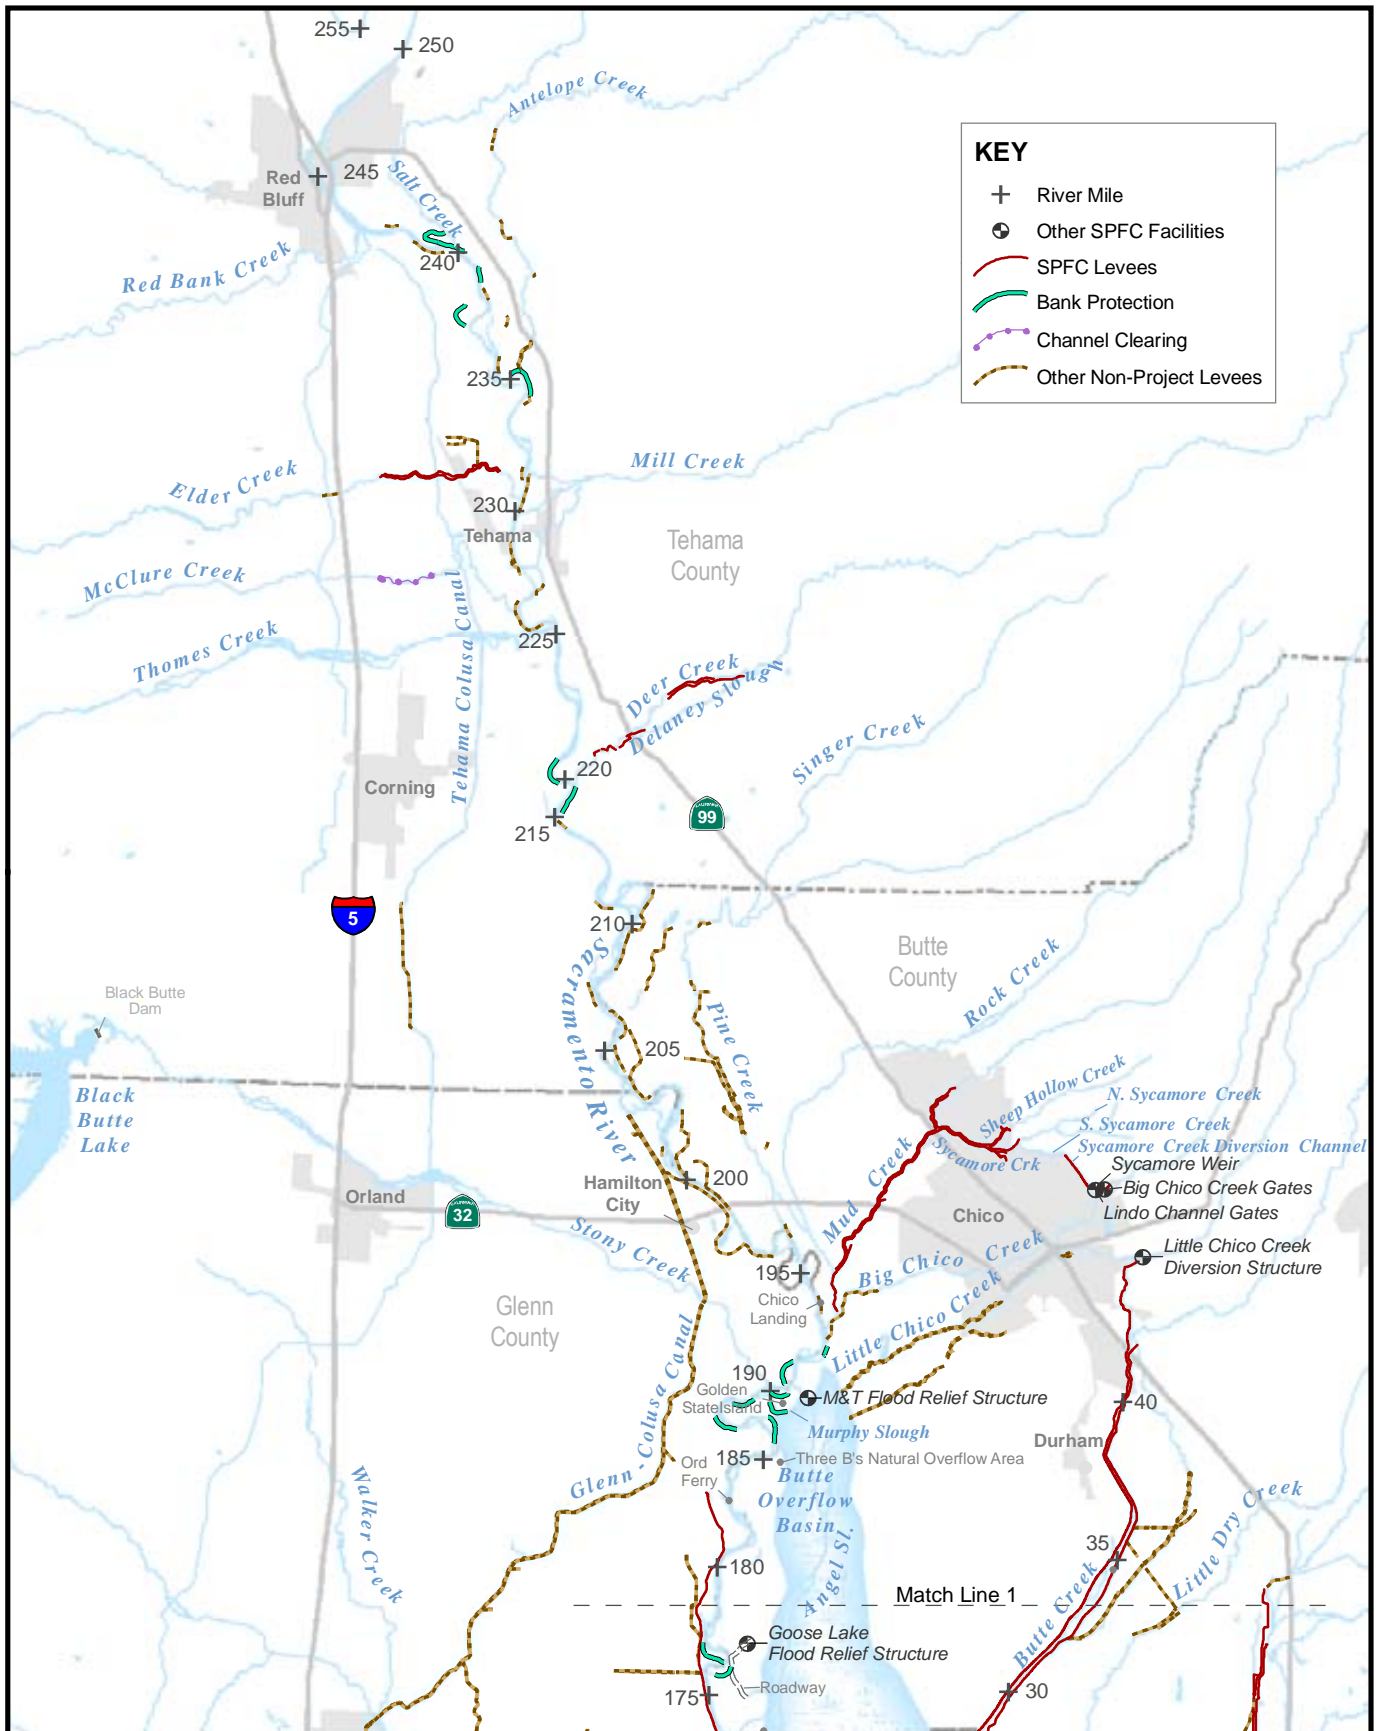 255
250
Antelope Creek
KEY
River Mile
Other SPFC Facilities
SPFC Levees
Bank Protection
Channel Clearing
Other Non-Project Levees
Red
Bluff
245
Salt Creek
240
Red Bank Creek
235
Mill Creek
Elder Creek
230
Tehama
Tehama
County
McClure Creek
Tehama Colusa Canal
Thomes Creek
225
Deer Creek
Delaney Slough
Singer Creek
220
Corning
215
99
5
210
Sacramento River
Butte
County
Rock Creek
Black Butte
Dam
Pine Creek
205
Black
Butte
Lake
Sheep Hollow Creek
N. Sycamore Creek
S. Sycamore Creek
Sycamore Creek Diversion Channel
Sycamore Crk
Mud Creek
Sycamore Weir
Big Chico Creek Gates
Lindo Channel Gates
200
Hamilton
City
Orland
32
Chico
Stony Creek
Big Chico Creek
Little Chico Creek
Diversion Structure
195
Chico
Landing
Glenn
County
Little Chico Creek
190
Golden
StateIsland
M&T Flood Relief Structure
40
Murphy Slough
Durham
Glenn - Colusa Canal
185
Three B's Natural Overflow Area
Ord
Ferry
Butte
Overflow
Basin
Walker Creek
Angel Sl.
Little Dry Creek
35
180
Match Line 1
Butte Creek
Goose Lake
Flood Relief Structure
Roadway
175
30